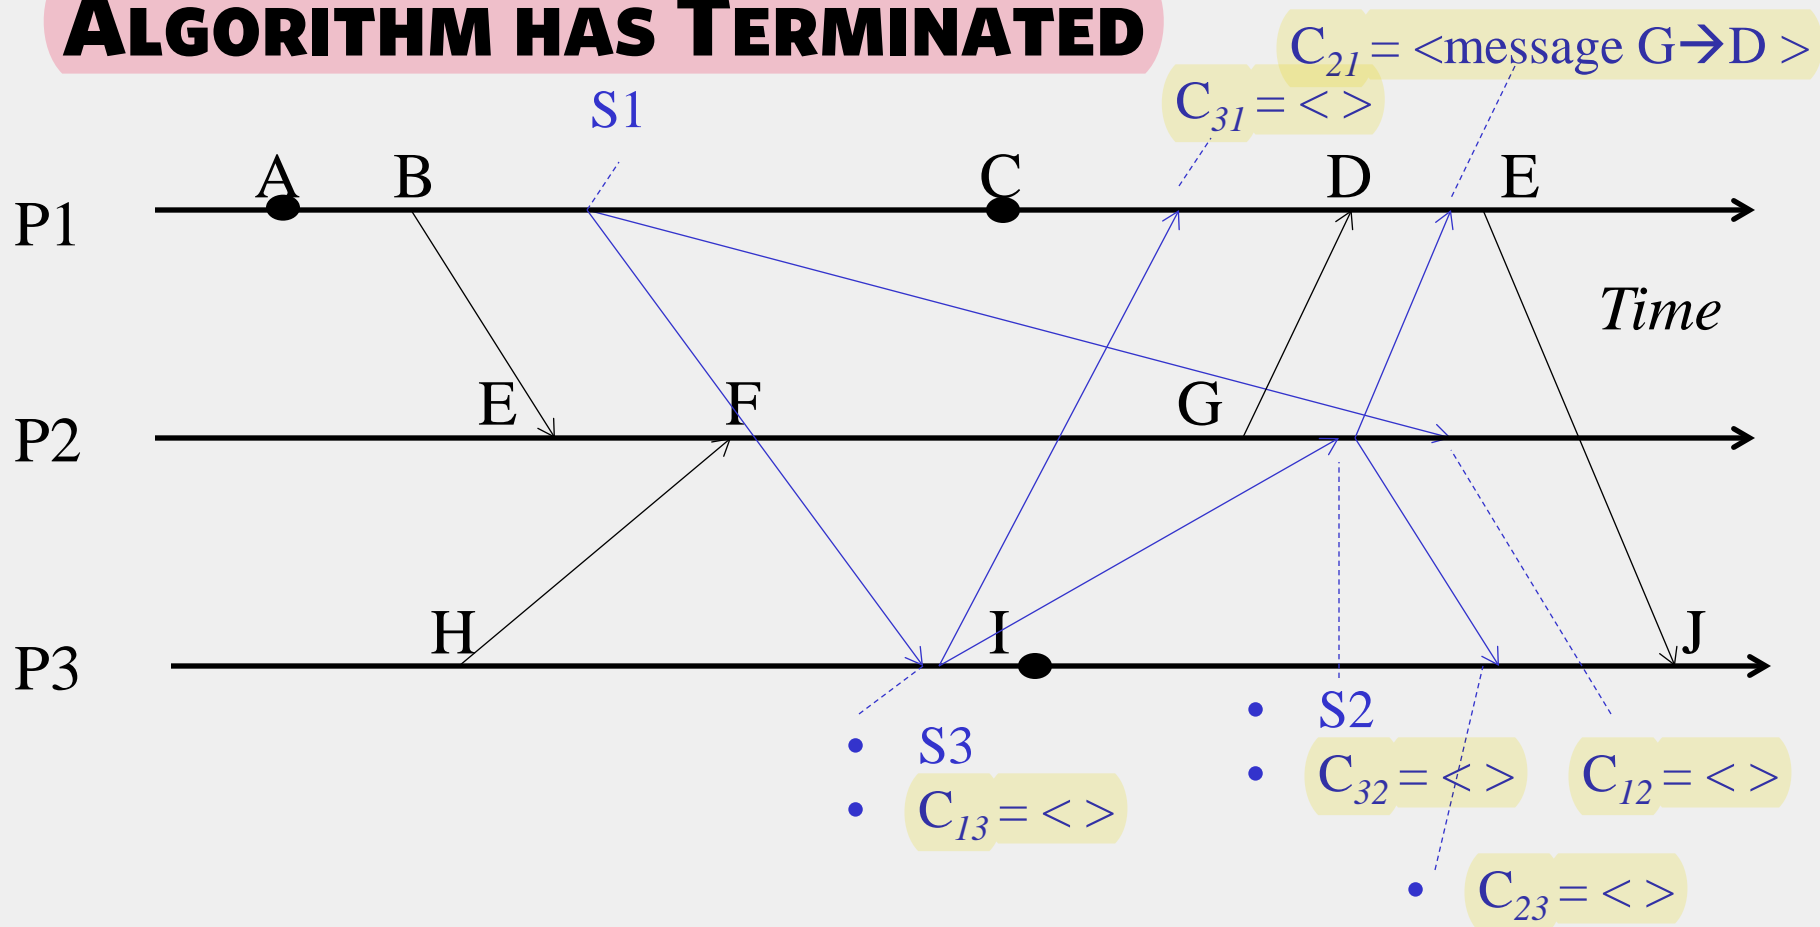 ALGORITHM HAS TERMINATED
C21 = <message G→D >
C31 = < >
S1
A B C D E
P1
Time
E F G
P2
H I J
P3
• S2
• S3
• C32 = < > C12 = < >
• C13 = < >
• C23 = < >